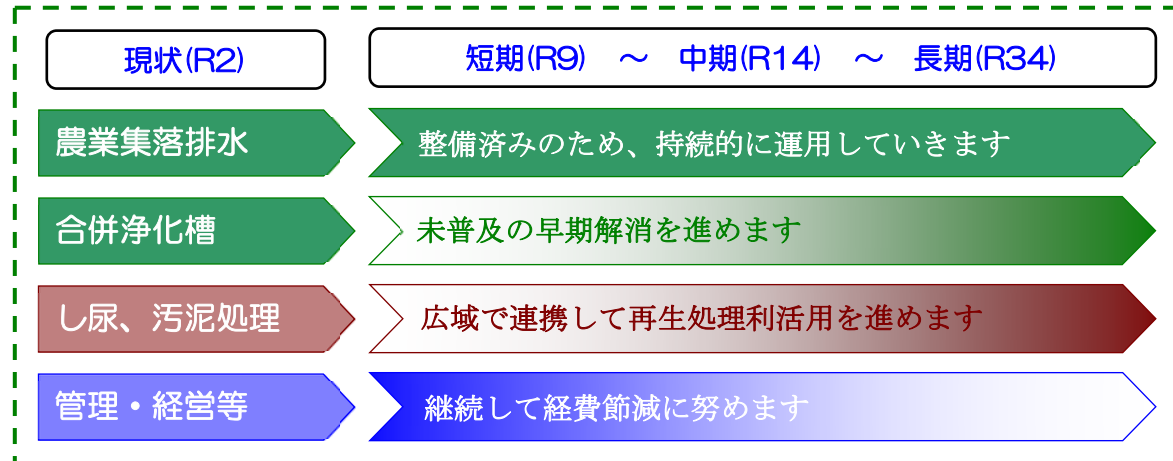 現状(R2)
短期(R9) ～ 中期(R14) ～ 長期(R34)
農業集落排水
整備済みのため、持続的に運用していきます
合併浄化槽
未普及の早期解消を進めます
し尿、汚泥処理
広域で連携して再生処理利活用を進めます
管理・経営等
継続して経費節減に努めます